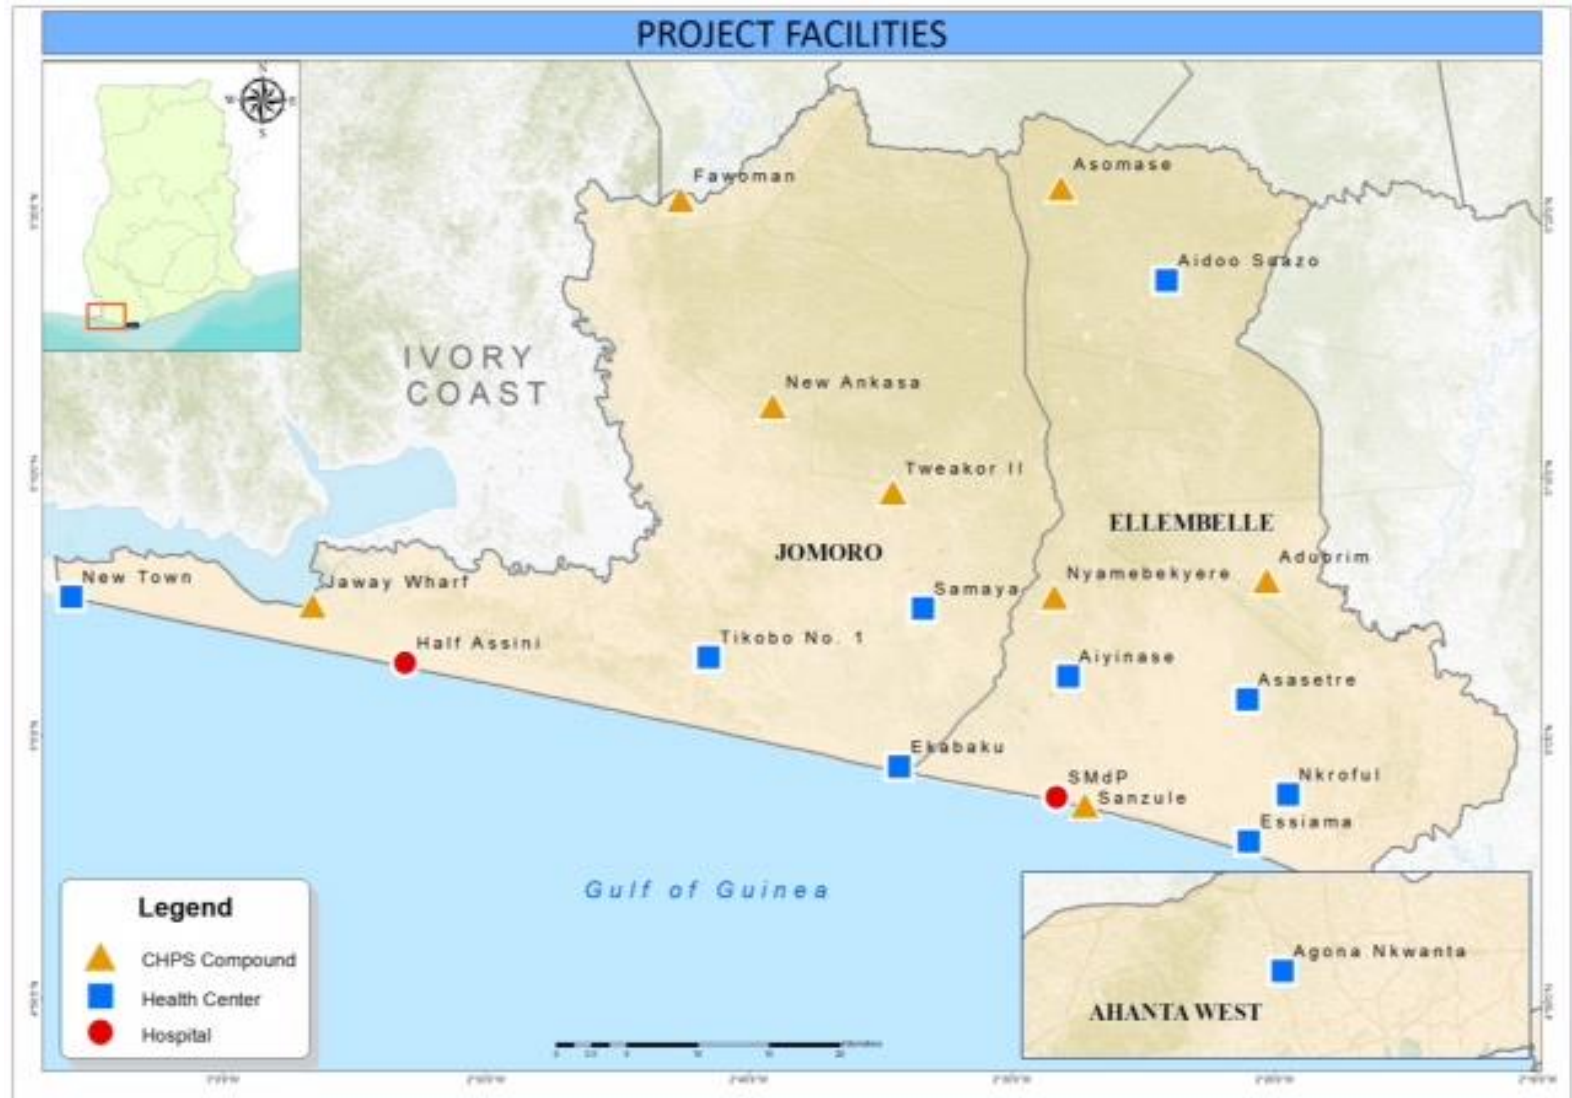 PROJECT FACILITIES
N
S
Fawoman
Asomase
Aidoo Suazo
IVORY
COAST
New Ankasa
Tweakor II
ELLEMBELLE
JOMORO
Adubrim
Nyamebekyere
New Town
Jaway Wharf
Samaya
Half Assini
Tikobo No. 1
Aiyinase
Asasetre
Ekabaku
SMdP
Sanzule
Nkroful
Essiama
Gulf of Guinea
Legend
CHPS Compound
Health Center
Hospital
Agona Nkwanta
AHANTA WEST